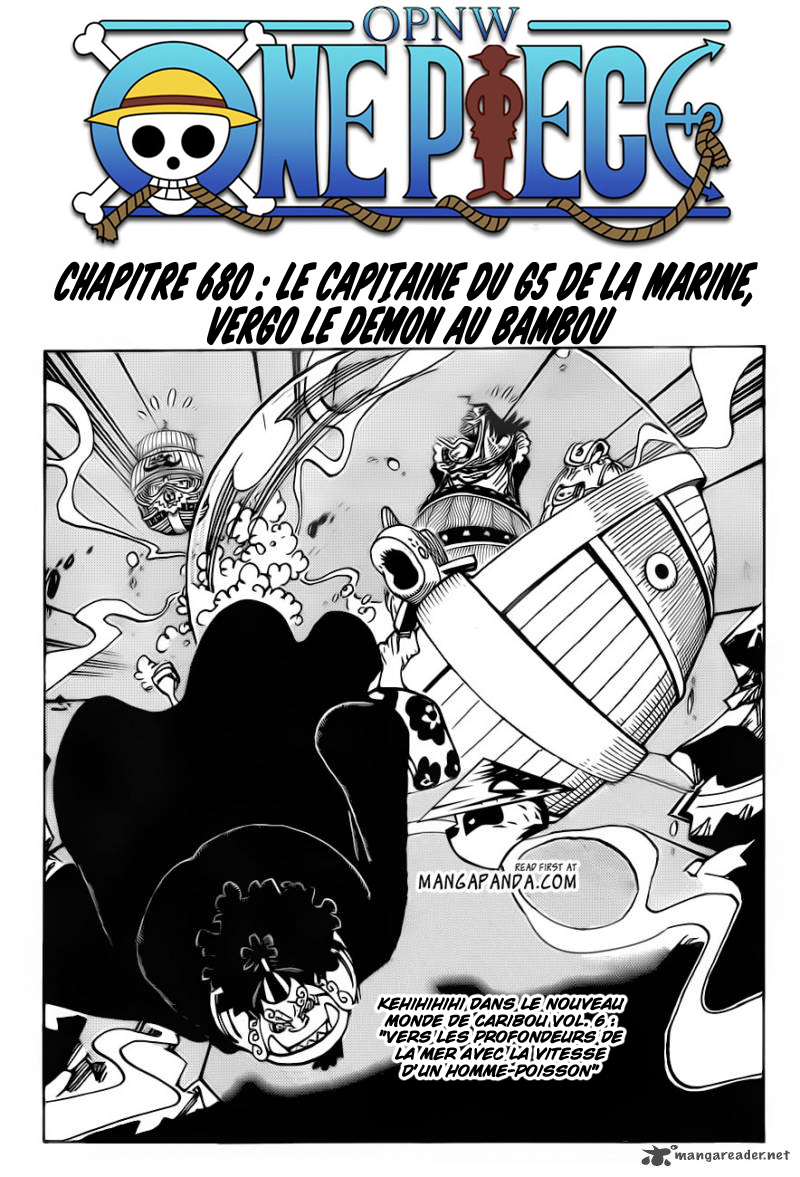 OPNW
ONE PIECE
CHAPITRE 680 : LE CAPITAINE DU G5 DE LA MARINE,
VERGO LE DÉMON AU BAMBOU
READ FIRST AT
MANGAPANDA.COM
KEHIHIHIHI DANS LE NOUVEAU
MONDE DE CARIBOU VOL. 6 :
"VERS LES PROFONDEURS DE
LA MER AVEC LA VITESSE
D'UN HOMME-POISSON"
mangareader.net